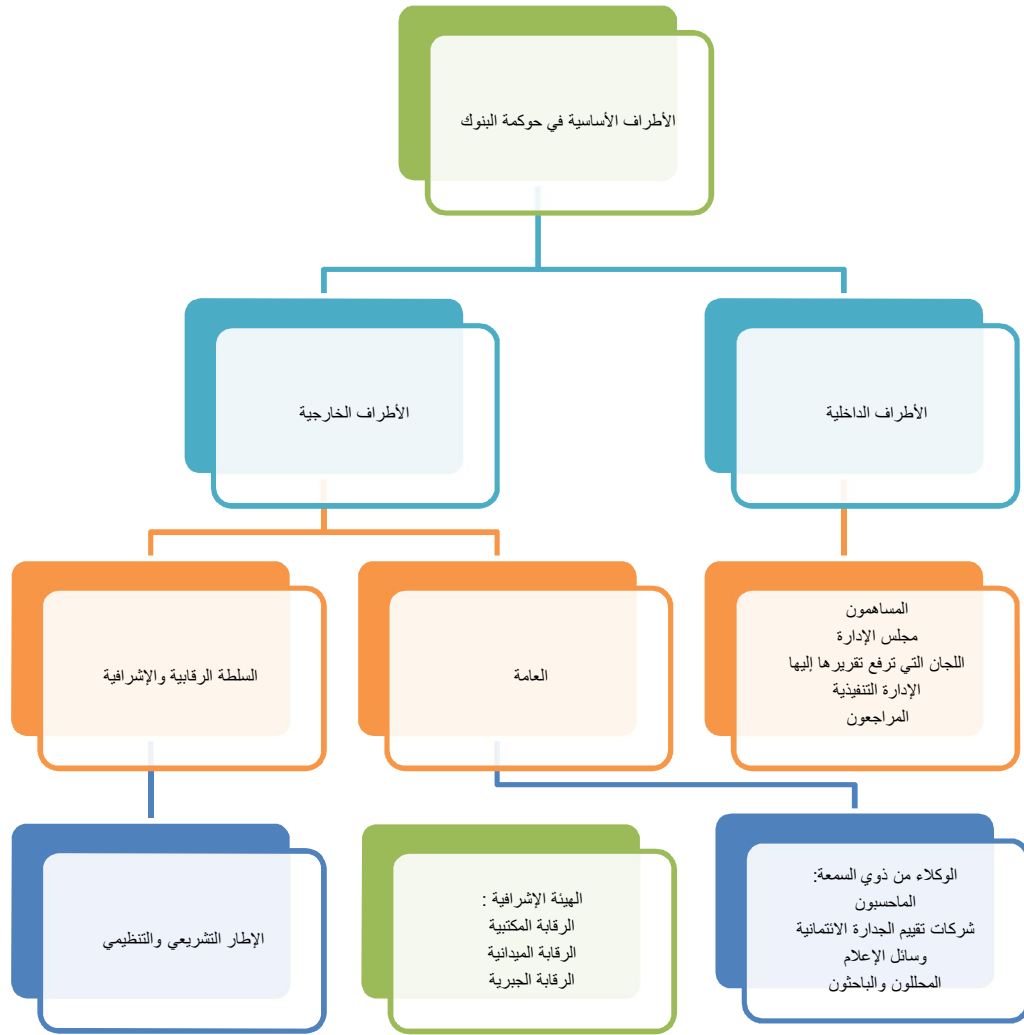 الأطراف الأساسية في حوكمة البنوك
الأطراف الداخلية
الأطراف الخارجية
المساهمون
مجلس الإدارة
اللجان التي ترفع تقريرها إليها
الإدارة التنفيذية
المراجعون
العامة
السلطة الرقابية والإشرافية
الوكلاء من ذوي السمعة:
الماحسبون
شركات تقييم الجدارة الائتمانية
وسائل الإعلام
المحللون والباحثون
الهيئة الإشرافية :
الرقابة المكتبية
الرقابة الميدانية
الرقابة الجبرية
الإطار التشريعي والتنظيمي